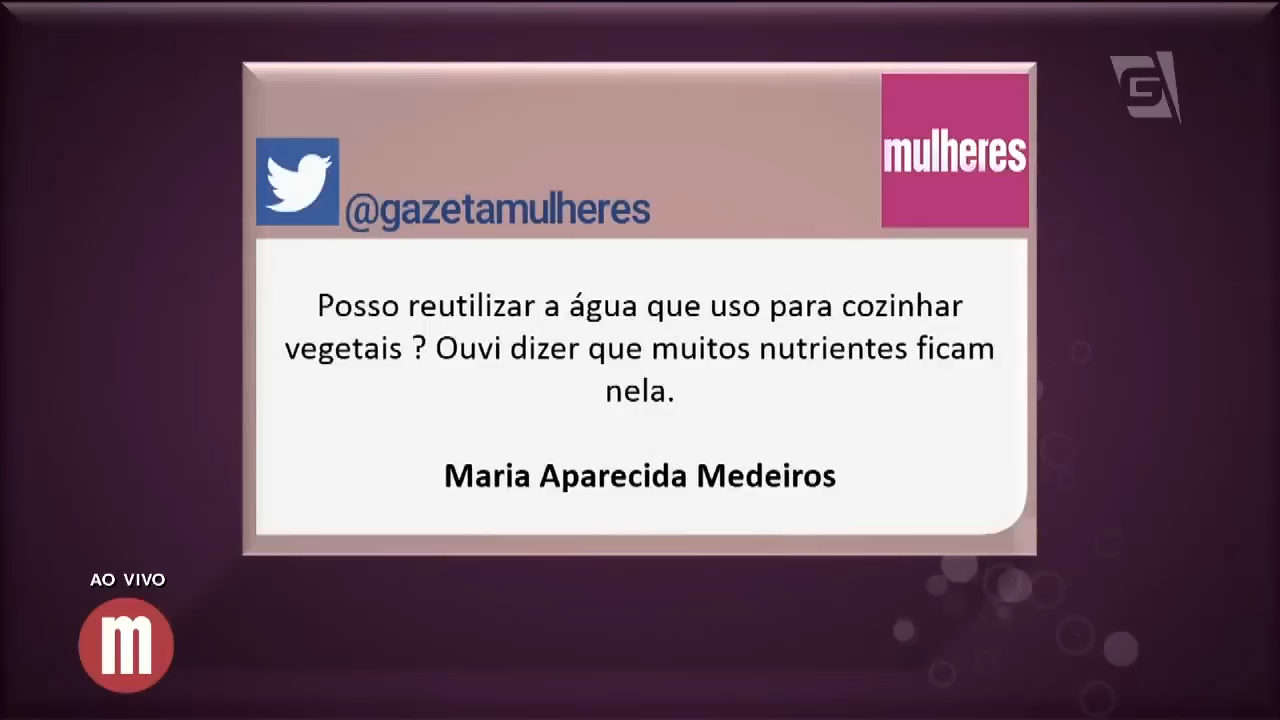 mulheres
@gazetamulheres
Posso reutilizar a água que uso para cozinhar
vegetais ? Ouvi dizer que muitos nutrientes ficam
nela.
Maria Aparecida Medeiros
AO VIVO
m